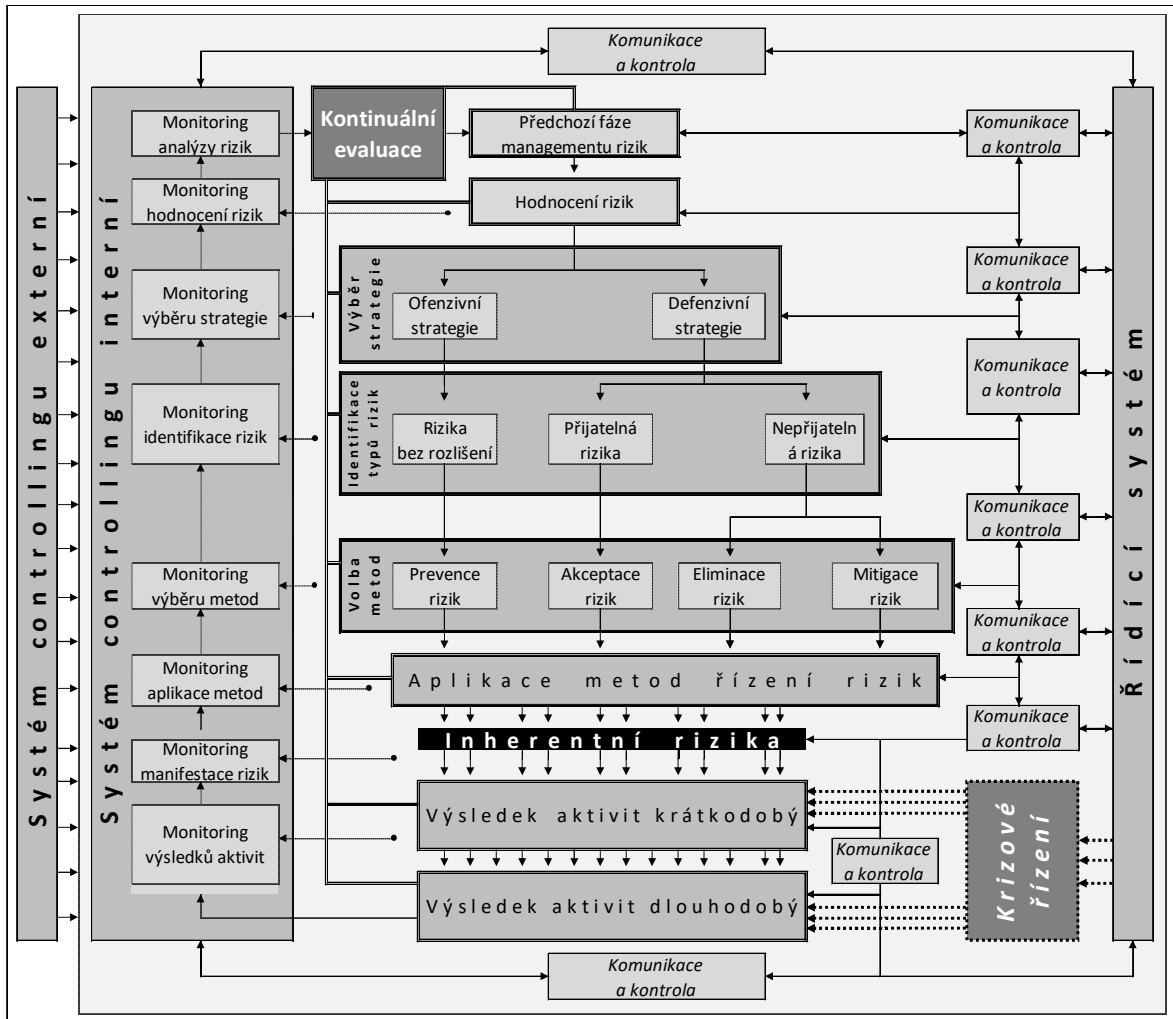 Komunikace
a kontrola
Systém controllingu externí
Systém controllingu interní
Řídící systém
Monitoring
analýzy rizik
Kontinuální
evaluace
Předchozí fáze
managementu rizik
Komunikace
a kontrola
Monitoring
hodnocení rizik
Hodnocení rizik
Výběr
strategie
Monitoring
výběru strategie
Ofenzivní
strategie
Defenzivní
strategie
Komunikace
a kontrola
Komunikace
a kontrola
Identifikace
typů rizik
Monitoring
identifikace rizik
Rizika
bez rozlišení
Přijatelná
rizika
Nepřijateln
á rizika
Komunikace
a kontrola
Volba
metod
Monitoring
výběru metod
Prevence
rizik
Akceptace
rizik
Eliminace
rizik
Mitigace
rizik
Komunikace
a kontrola
Monitoring
aplikace metod
Aplikace metod řízení rizik
Komunikace
a kontrola
Inherentní rizika
Monitoring
manifestace rizik
Výsledek aktivit krátkodobý
Monitoring
výsledků aktivit
Komunikace
a kontrola
Krizové
řízení
Výsledek aktivit dlouhodobý
Komunikace
a kontrola